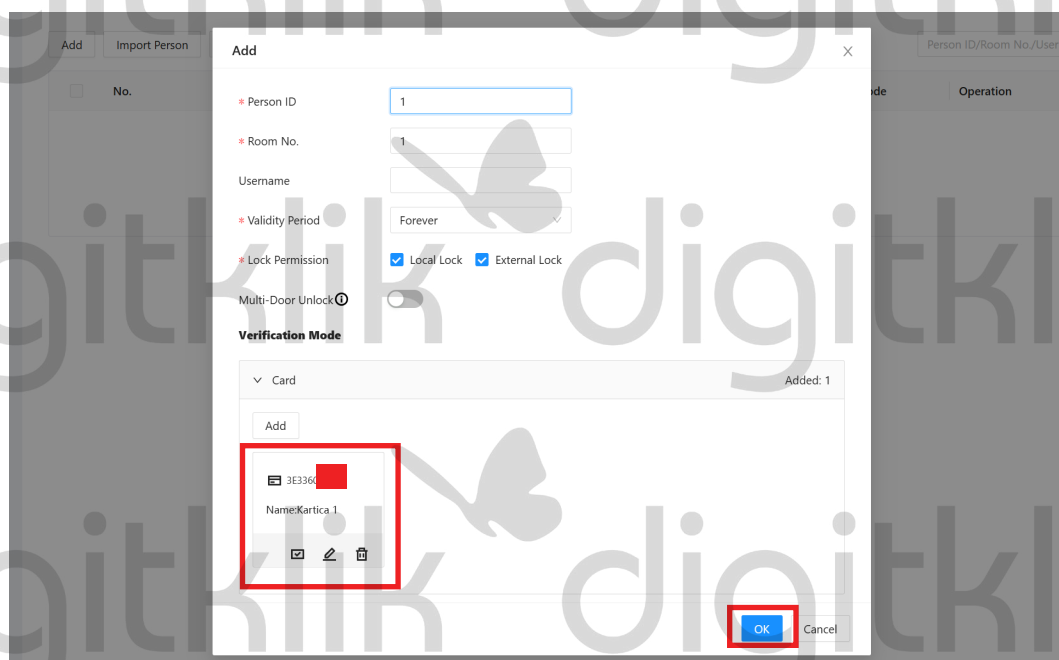 Add
Import Person
Add
Person ID/Room No./User
No.
Operation
* Person ID
1
* Room No.
1
Username
* Validity Period
Forever
* Lock Permission
Local Lock
External Lock
Multi-Door Unlock
Verification Mode
Card
Added: 1
Add
3E336
Name:Kartica 1
OK
Cancel
digitklik